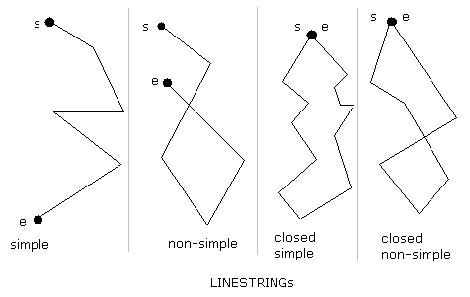 s
e
simple
s
e
non-simple
s e
closed
simple
s e
closed
non-simple
LINESTRINGs